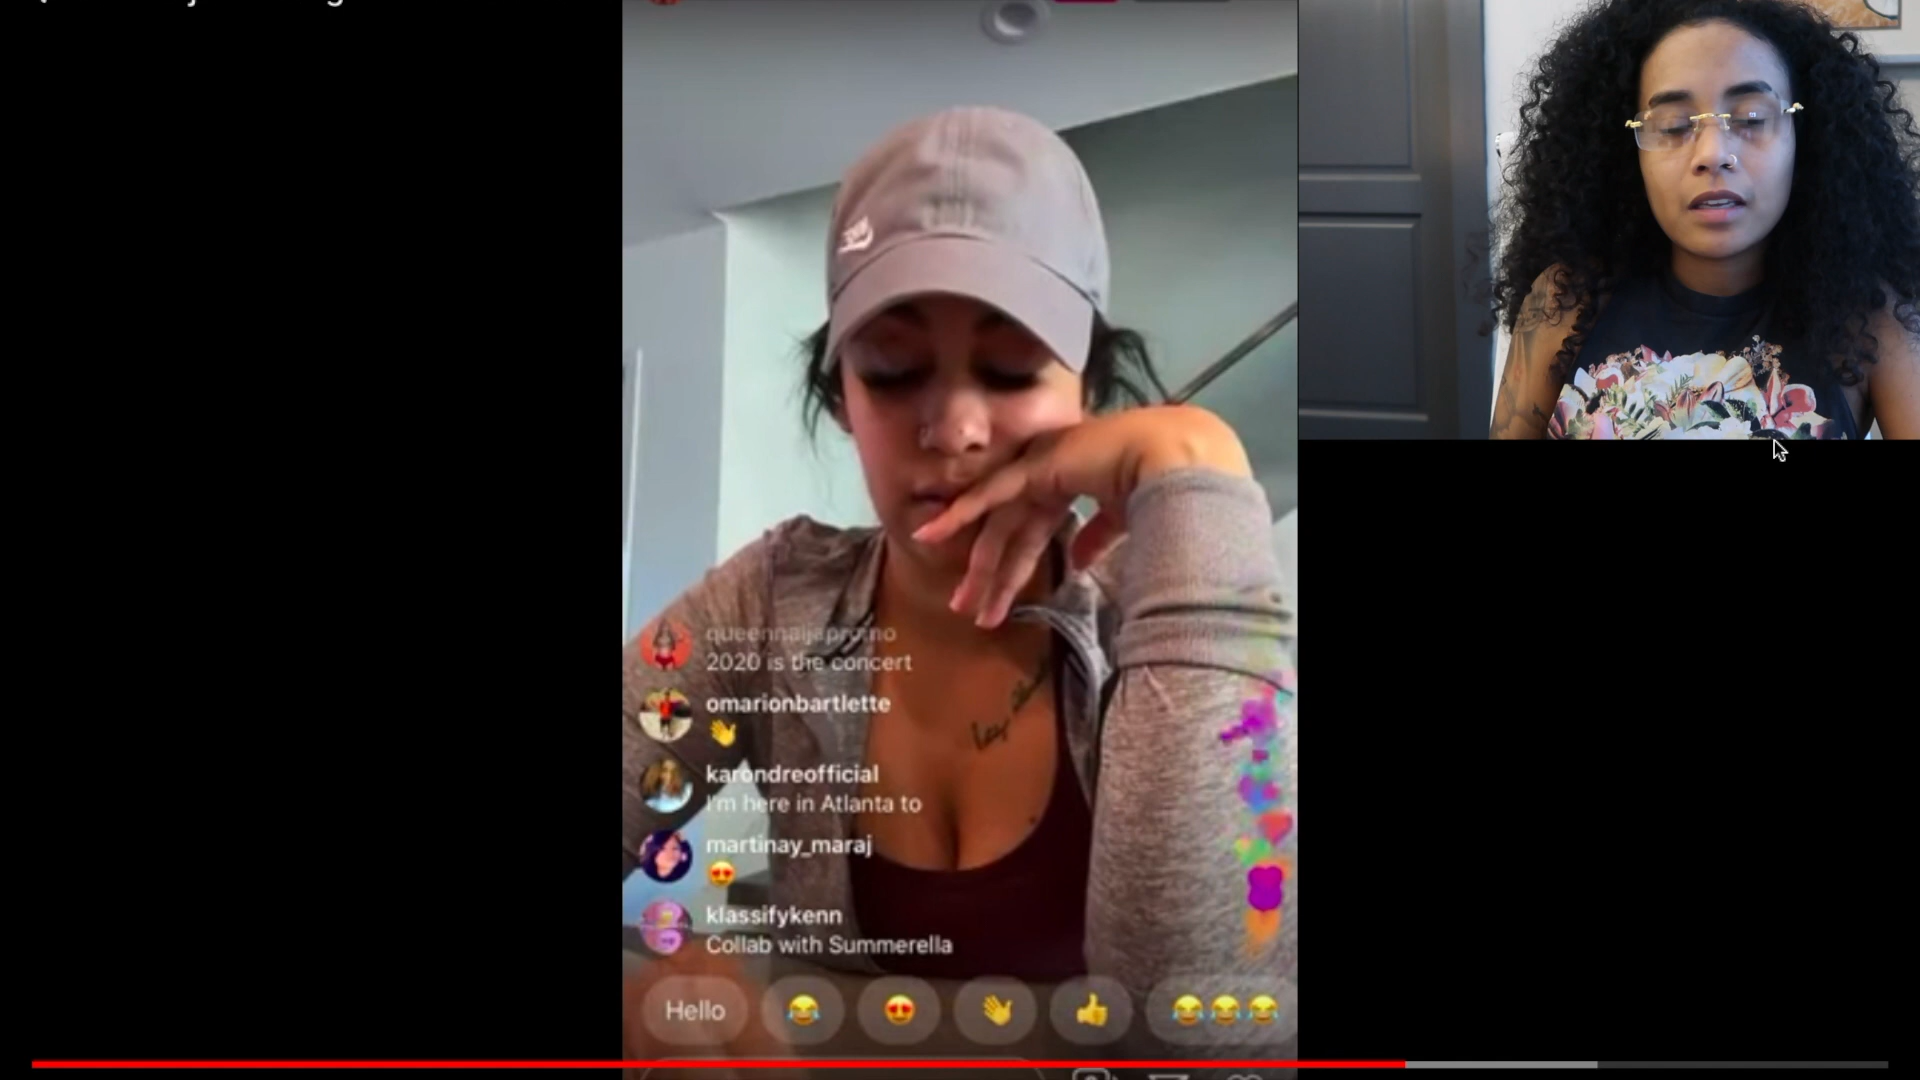 queennaijapromo
2020 is the concert
omarionbartlette
👋
karondreofficial
I'm here in Atlanta to
martinay_maraj
😍
klassifykenn
Collab with Summerella
Hello 😂 😍 👋 👍 😂😂😂